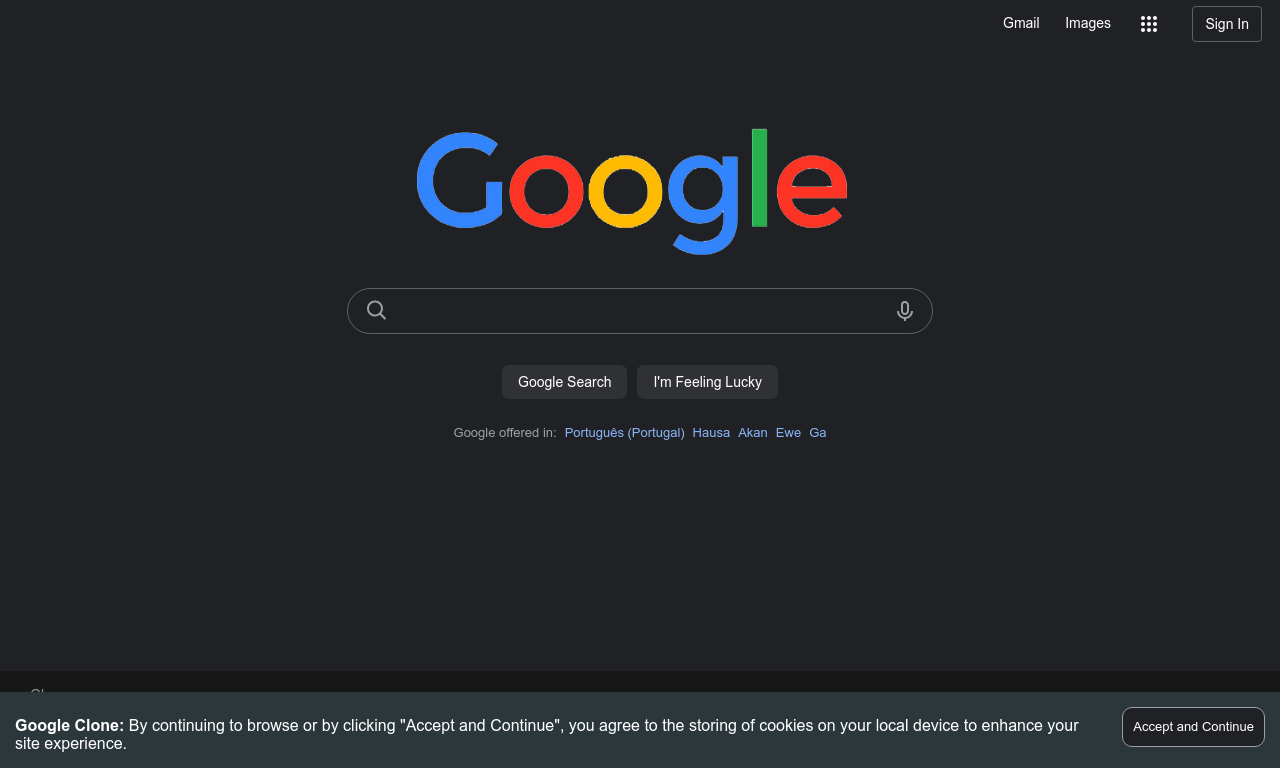 Gmail Images Sign In
Google
Google Search I'm Feeling Lucky
Google offered in: Português (Portugal) Hausa Akan Ewe Ga
Google Clone: By continuing to browse or by clicking "Accept and Continue", you agree to the storing of cookies on your local device to enhance your
site experience.
Accept and Continue